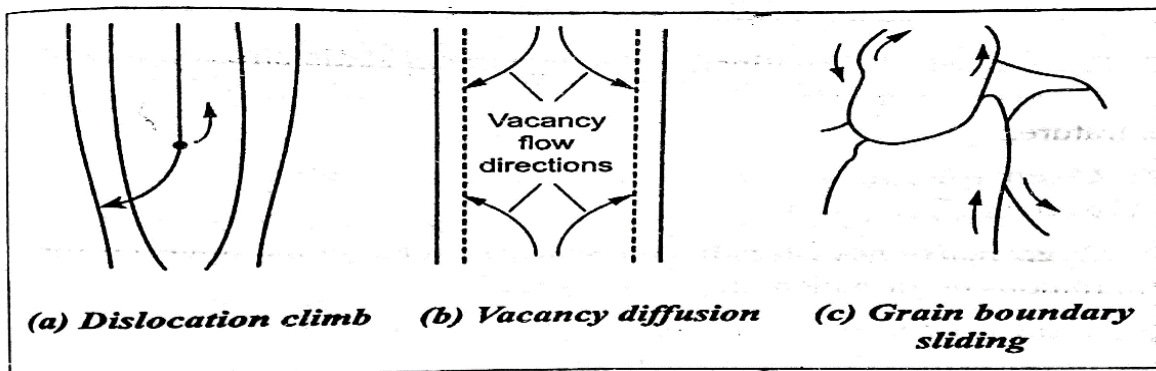 Vacancy
flow
directions
(a) Dislocation climb
(b) Vacancy diffusion
(c) Grain boundary
sliding